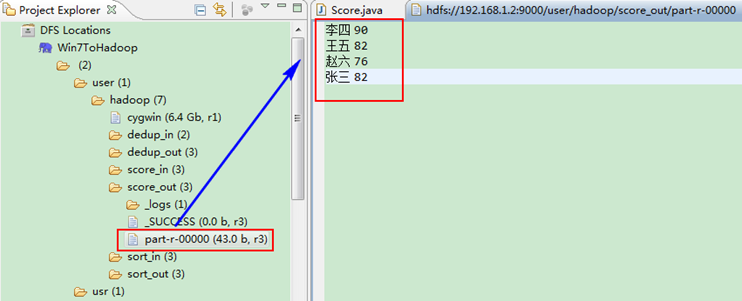 Project Explorer
DFS Locations
Win7ToHadoop
(2)
user (1)
hadoop (7)
cygwin (6.4 Gb, r1)
dedup_in (2)
dedup_out (3)
score_in (3)
score_out (3)
_logs (1)
_SUCCESS (0.0 b, r3)
part-r-00000 (43.0 b, r3)
sort_in (3)
sort_out (3)
usr (1)
Score.java
hdfs://192.168.1.2:9000/user/hadoop/score_out/part-r-00000
李四 90
王五 82
赵六 76
张三 82